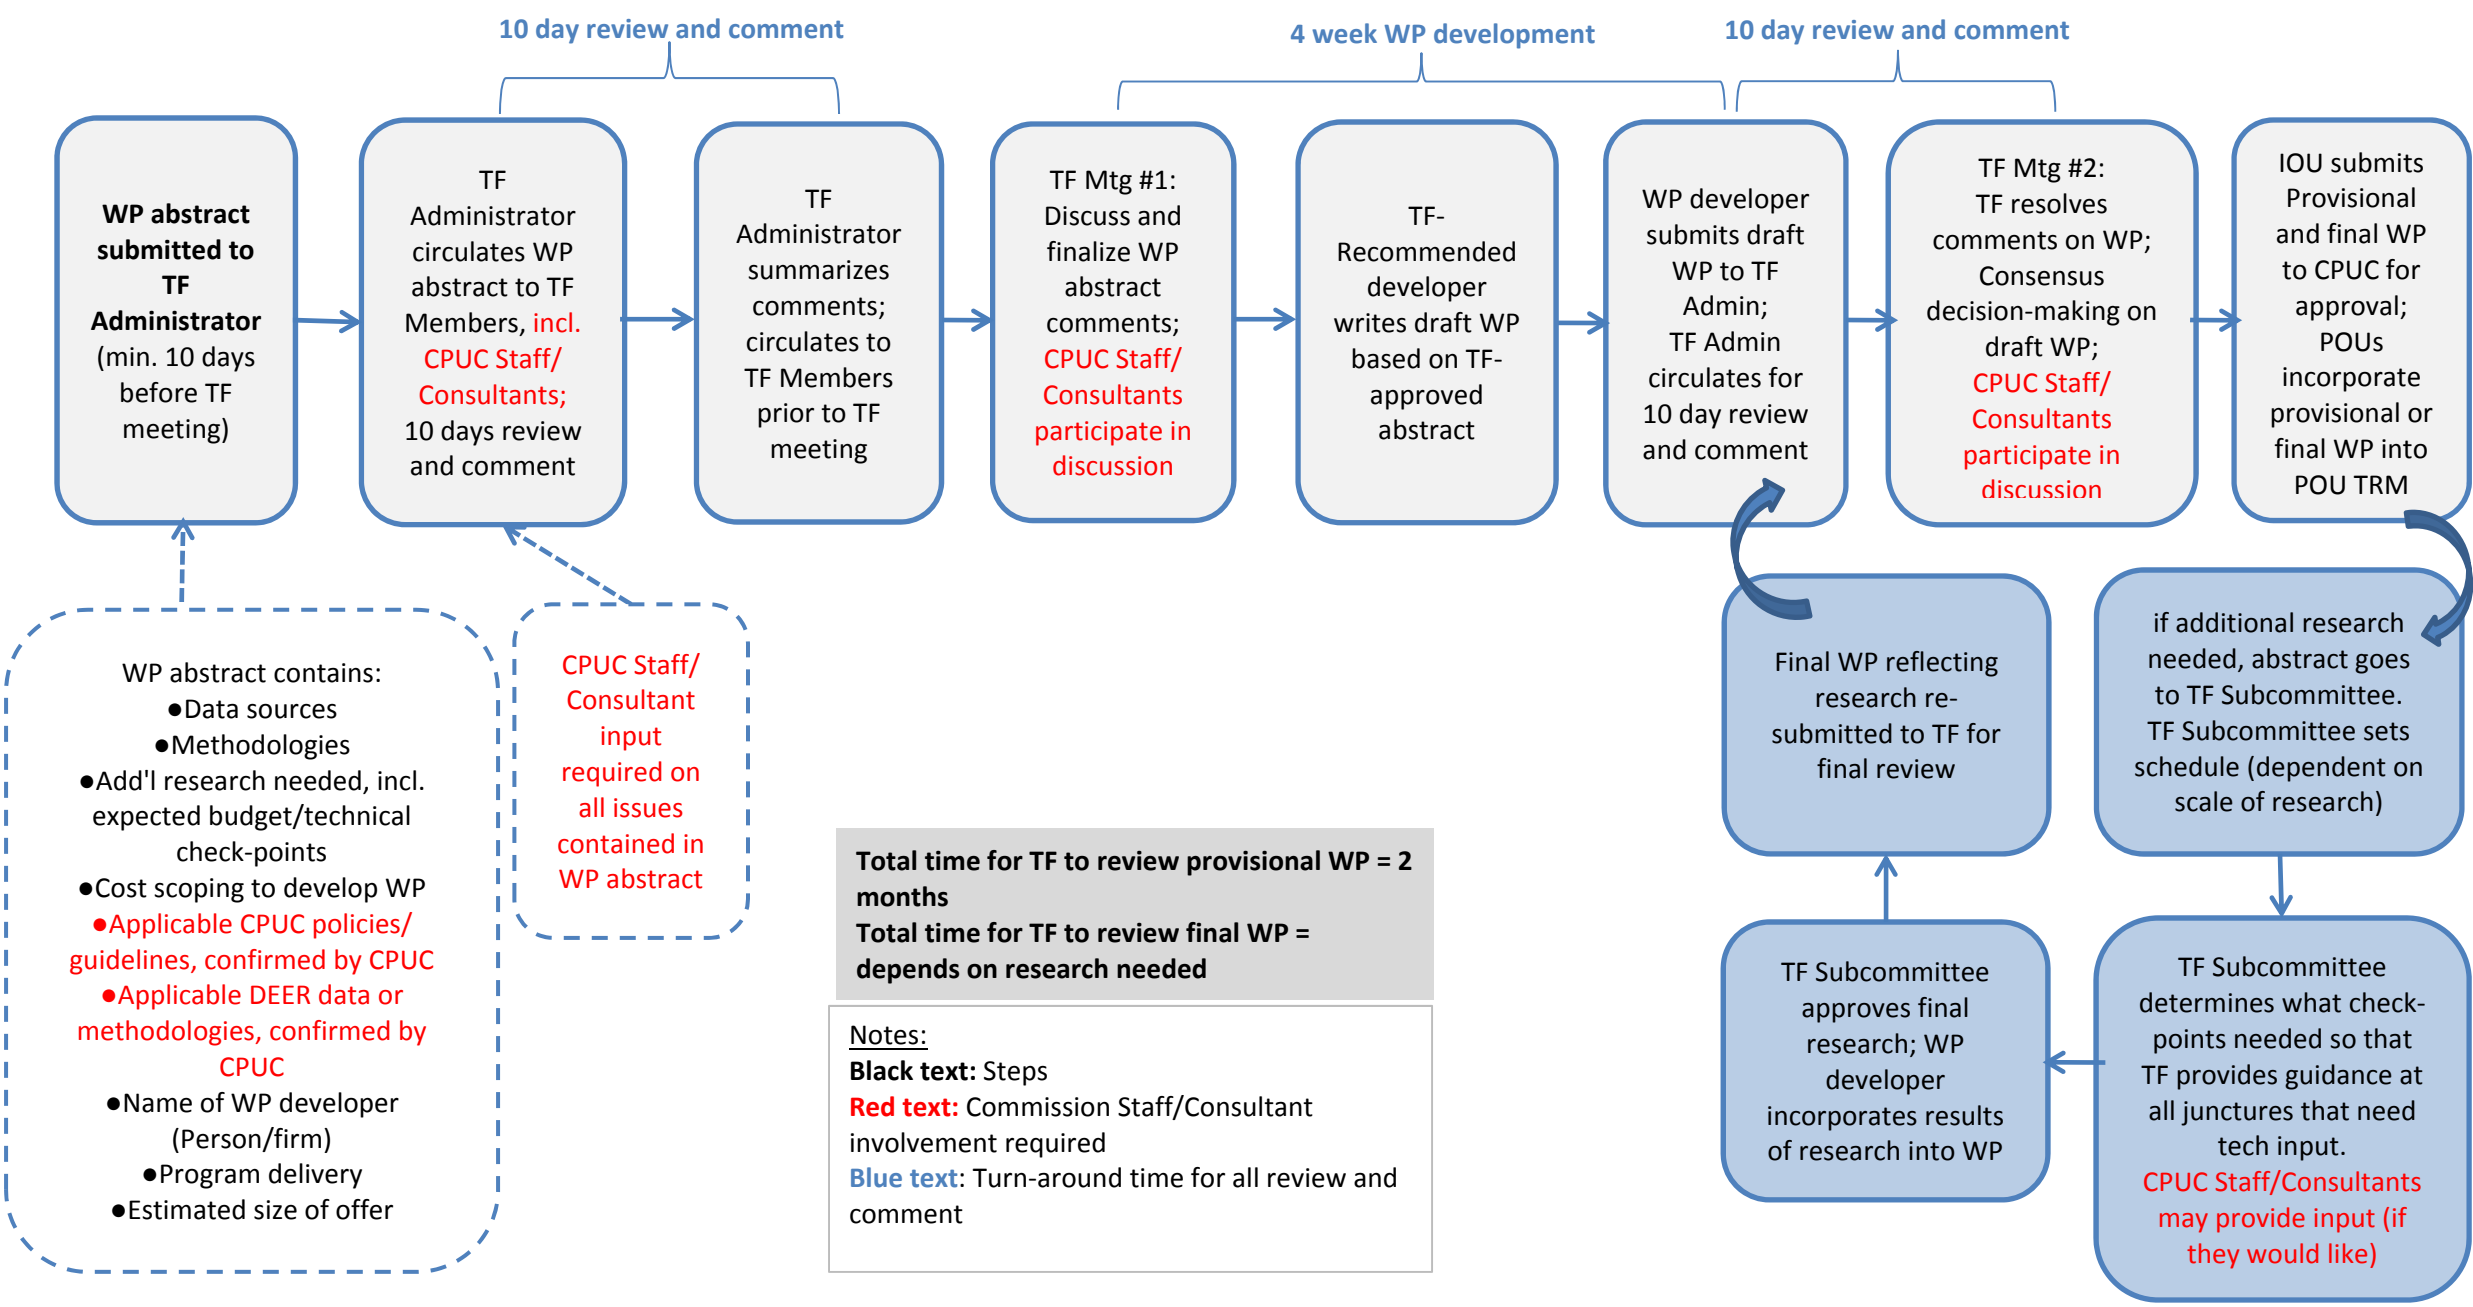 10 day review and comment
4 week WP development
10 day review and comment
WP abstract
submitted to
TF
Administrator
(min. 10 days
before TF
meeting)
TF
Administrator
circulates WP
abstract to TF
Members, incl.
CPUC Staff/
Consultants;
10 days review
and comment
TF
Administrator
summarizes
comments;
circulates to
TF Members
prior to TF
meeting
TF Mtg #1:
Discuss and
finalize WP
abstract
comments;
CPUC Staff/
Consultants
participate in
discussion
TF-
Recommended
developer
writes draft WP
based on TF-
approved
abstract
WP developer
submits draft
WP to TF
Admin;
TF Admin
circulates for
10 day review
and comment
TF Mtg #2:
TF resolves
comments on WP;
Consensus
decision-making on
draft WP;
CPUC Staff/
Consultants
participate in
discussion
IOU submits
Provisional
and final WP
to CPUC for
approval;
POUs
incorporate
provisional or
final WP into
POU TRM
WP abstract contains:
●Data sources
●Methodologies
●Add'l research needed, incl.
expected budget/technical
check-points
●Cost scoping to develop WP
●Applicable CPUC policies/
guidelines, confirmed by CPUC
●Applicable DEER data or
methodologies, confirmed by
CPUC
●Name of WP developer
(Person/firm)
●Program delivery
●Estimated size of offer
CPUC Staff/
Consultant
input
required on
all issues
contained in
WP abstract
Total time for TF to review provisional WP = 2
months
Total time for TF to review final WP =
depends on research needed
Notes:
Black text: Steps
Red text: Commission Staff/Consultant
involvement required
Blue text: Turn-around time for all review and
comment
Final WP reflecting
research re-
submitted to TF for
final review
if additional research
needed, abstract goes
to TF Subcommittee.
TF Subcommittee sets
schedule (dependent on
scale of research)
TF Subcommittee
approves final
research; WP
developer
incorporates results
of research into WP
TF Subcommittee
determines what check-
points needed so that
TF provides guidance at
all junctures that need
tech input.
CPUC Staff/Consultants
may provide input (if
they would like)